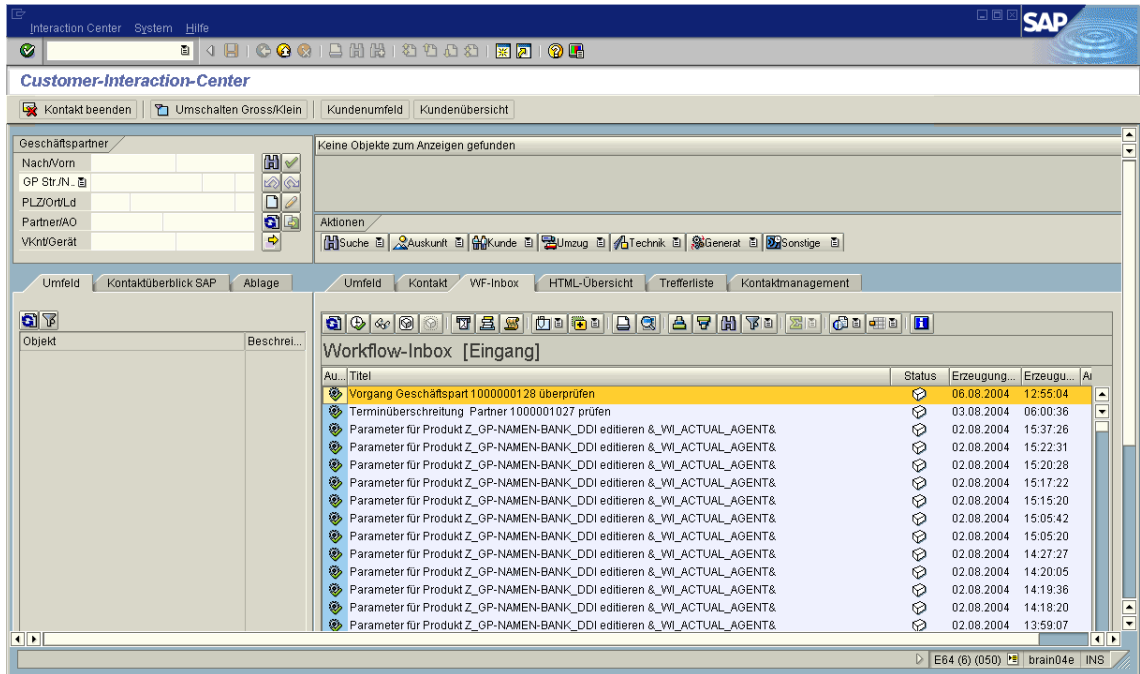 Interaction Center System Hilfe
SAP
Customer-Interaction-Center
Kontakt beenden Umschalten Gross/Klein Kundenumfeld Kundenübersicht
Geschäftspartner
Nach/Vorn
GP Str./N..
PLZ/Ort/Ld
Partner/AO
VKnt/Gerät
Keine Objekte zum Anzeigen gefunden
Aktionen
Suche Auskunft Kunde Umzug Technik Generat Sonstige
Umfeld Kontaktüberblick SAP Ablage
Umfeld Kontakt WF-Inbox HTML-Übersicht Trefferliste Kontaktmanagement
Objekt Beschrei...
Workflow-Inbox [Eingang]
Au... Titel Status Erzeugung... Erzeugu...
Vorgang Geschäftspart 1000000128 überprüfen 06.08.2004 12:55:04
Terminüberschreitung Partner 1000001027 prüfen 03.08.2004 06:00:36
Parameter für Produkt Z_GP-NAMEN-BANK_DDI editieren &_WI_ACTUAL_AGENT& 02.08.2004 15:37:26
Parameter für Produkt Z_GP-NAMEN-BANK_DDI editieren &_WI_ACTUAL_AGENT& 02.08.2004 15:22:31
Parameter für Produkt Z_GP-NAMEN-BANK_DDI editieren &_WI_ACTUAL_AGENT& 02.08.2004 15:20:28
Parameter für Produkt Z_GP-NAMEN-BANK_DDI editieren &_WI_ACTUAL_AGENT& 02.08.2004 15:17:22
Parameter für Produkt Z_GP-NAMEN-BANK_DDI editieren &_WI_ACTUAL_AGENT& 02.08.2004 15:15:20
Parameter für Produkt Z_GP-NAMEN-BANK_DDI editieren &_WI_ACTUAL_AGENT& 02.08.2004 15:05:42
Parameter für Produkt Z_GP-NAMEN-BANK_DDI editieren &_WI_ACTUAL_AGENT& 02.08.2004 15:05:20
Parameter für Produkt Z_GP-NAMEN-BANK_DDI editieren &_WI_ACTUAL_AGENT& 02.08.2004 14:27:27
Parameter für Produkt Z_GP-NAMEN-BANK_DDI editieren &_WI_ACTUAL_AGENT& 02.08.2004 14:20:05
Parameter für Produkt Z_GP-NAMEN-BANK_DDI editieren &_WI_ACTUAL_AGENT& 02.08.2004 14:19:36
Parameter für Produkt Z_GP-NAMEN-BANK_DDI editieren &_WI_ACTUAL_AGENT& 02.08.2004 14:18:20
Parameter für Produkt Z_GP-NAMEN-BANK_DDI editieren &_WI_ACTUAL_AGENT& 02.08.2004 13:59:07
E64 (6) (050) brain04e INS